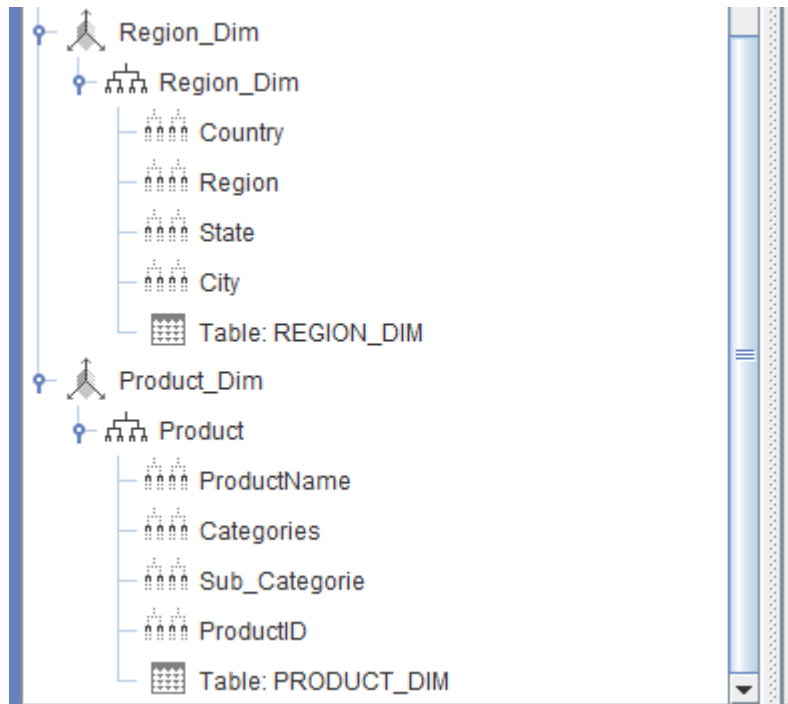 Region_Dim
Region_Dim
Country
Region
State
City
Table: REGION_DIM
Product_Dim
Product
ProductName
Categories
Sub_Categorie
ProductID
Table: PRODUCT_DIM